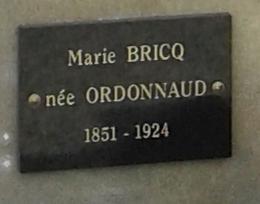 Marie BRICQ
née ORDONNAUD
1851 - 1924